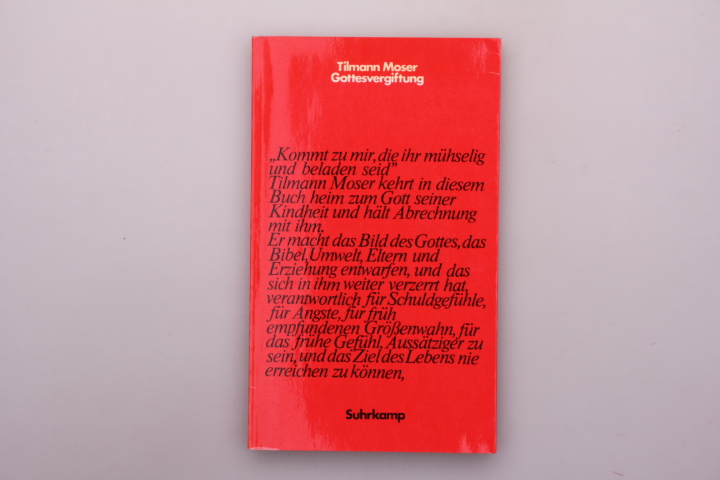 Tilmann Moser
Gottesvergiftung
„Kommt zu mir, die ihr mühselig
und beladen seid”
Tilmann Moser kehrt in diesem
Buch heim zum Gott seiner
Kindheit und hält Abrechnung
mit ihm.
Er macht das Bild des Gottes, das
Bibel, Umwelt, Eltern und
Erziehung entwarfen, und das
sich in ihm weiter verzerrt hat,
verantwortlich für Schuldgefühle,
für Ängste, für früh
empfundenen Größenwahn, für
das frühe Gefühl, Aussätziger zu
sein, und das Ziel des Lebens nie
erreichen zu können,
Suhrkamp